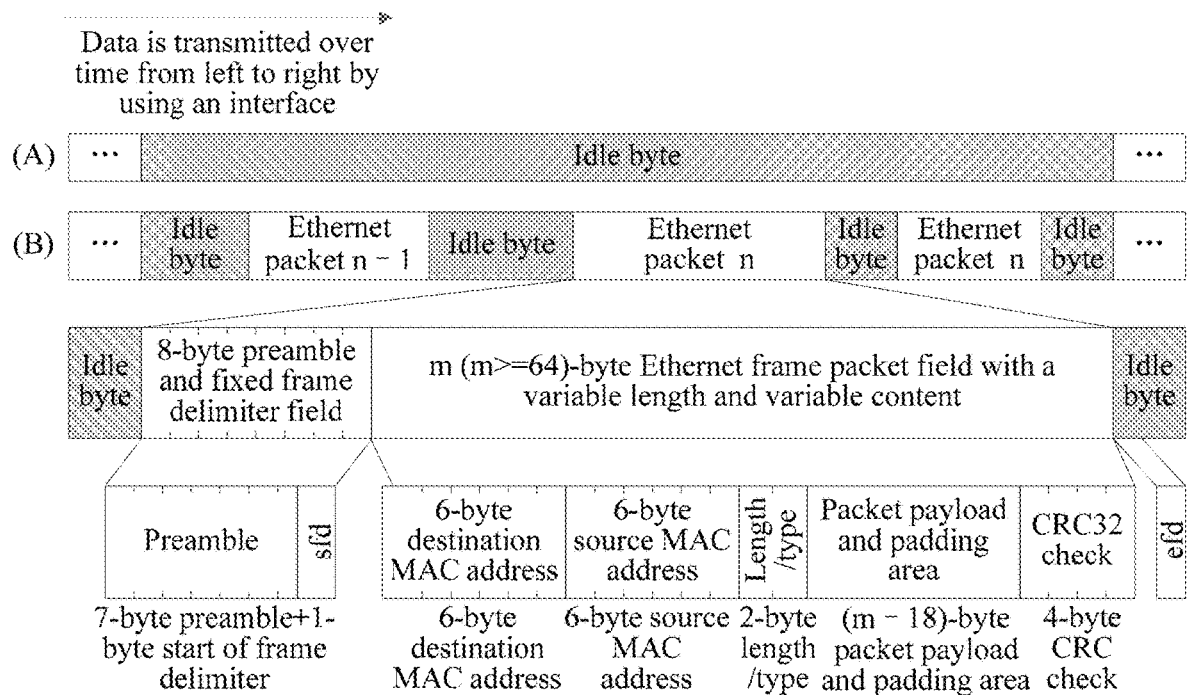 Data is transmitted over
time from left to right by
using an interface
(A) ··· Idle byte ···
(B) ··· Idle byte Ethernet packet n − 1 Idle byte Ethernet packet n Idle byte Ethernet packet n Idle byte ···
Idle
byte
8-byte preamble
and fixed frame
delimiter field
m (m>=64)-byte Ethernet frame packet field with a
variable length and variable content
Idle
byte
Preamble
sfd
6-byte
destination
MAC address
6-byte
source MAC
address
Length
/type
Packet payload
and padding
area
CRC32
check
efd
7-byte preamble+1-
byte start of frame
delimiter
6-byte
destination
MAC address
6-byte source
MAC
address
2-byte
length
/type
(m − 18)-byte
packet payload
and padding area
4-byte
CRC
check